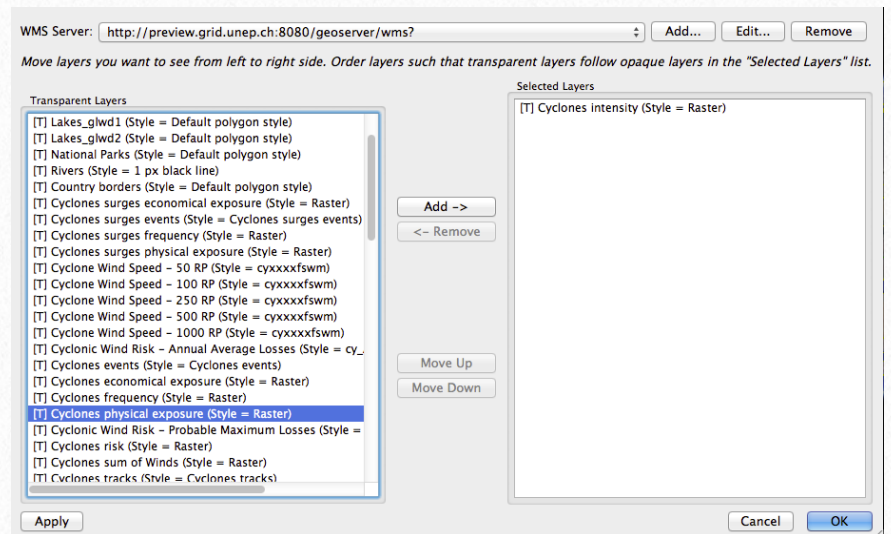 WMS Server: http://preview.grid.unep.ch:8080/geoserver/wms? Add... Edit... Remove
Move layers you want to see from left to right side. Order layers such that transparent layers follow opaque layers in the "Selected Layers" list.
Transparent Layers
[T] Lakes_glwd1 (Style = Default polygon style)
[T] Lakes_glwd2 (Style = Default polygon style)
[T] National Parks (Style = Default polygon style)
[T] Rivers (Style = 1 px black line)
[T] Country borders (Style = Default polygon style)
[T] Cyclones surges economical exposure (Style = Raster)
[T] Cyclones surges events (Style = Cyclones surges events)
[T] Cyclones surges frequency (Style = Raster)
[T] Cyclones surges physical exposure (Style = Raster)
[T] Cyclone Wind Speed - 50 RP (Style = cyxxxxfswm)
[T] Cyclone Wind Speed - 100 RP (Style = cyxxxxfswm)
[T] Cyclone Wind Speed - 250 RP (Style = cyxxxxfswm)
[T] Cyclone Wind Speed - 500 RP (Style = cyxxxxfswm)
[T] Cyclone Wind Speed - 1000 RP (Style = cyxxxxfswm)
[T] Cyclonic Wind Risk - Annual Average Losses (Style = cy_
[T] Cyclones events (Style = Cyclones events)
[T] Cyclones economical exposure (Style = Raster)
[T] Cyclones frequency (Style = Raster)
[T] Cyclones physical exposure (Style = Raster)
[T] Cyclonic Wind Risk - Probable Maximum Losses (Style =
[T] Cyclones risk (Style = Raster)
[T] Cyclones sum of Winds (Style = Raster)
[T] Cyclones tracks (Style = Cyclones tracks)
Add ->
<- Remove
Move Up
Move Down
Selected Layers
[T] Cyclones intensity (Style = Raster)
Apply Cancel OK